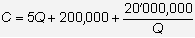 C = 5Q + 200,000 + 20'000,000 / Q